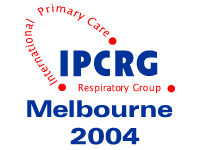 International Primary Care
IPCRG
Respiratory Group
Melbourne
2004